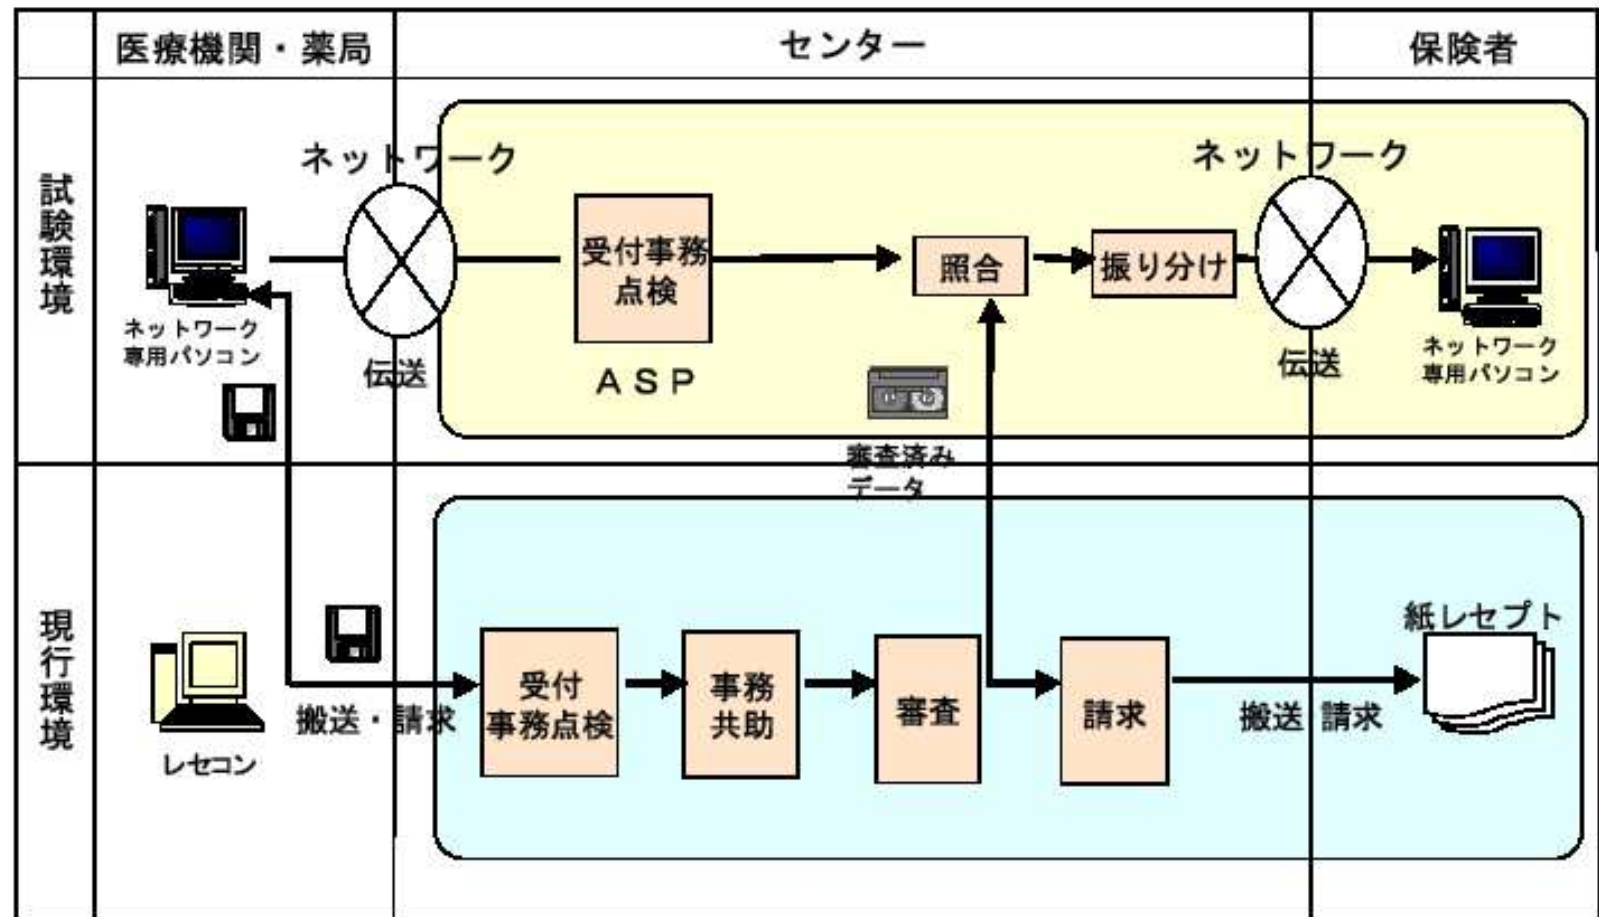 医療機関・薬局
センター
保険者
試験環境
ネットワーク
ネットワーク
受付事務
点検
照合
振り分け
ネットワーク
専用パソコン
伝送
ASP
伝送
ネットワーク
専用パソコン
審査済み
データ
現行環境
レセコン
搬送・請求
受付
事務点検
事務
共助
審査
請求
搬送・請求
紙レセプト